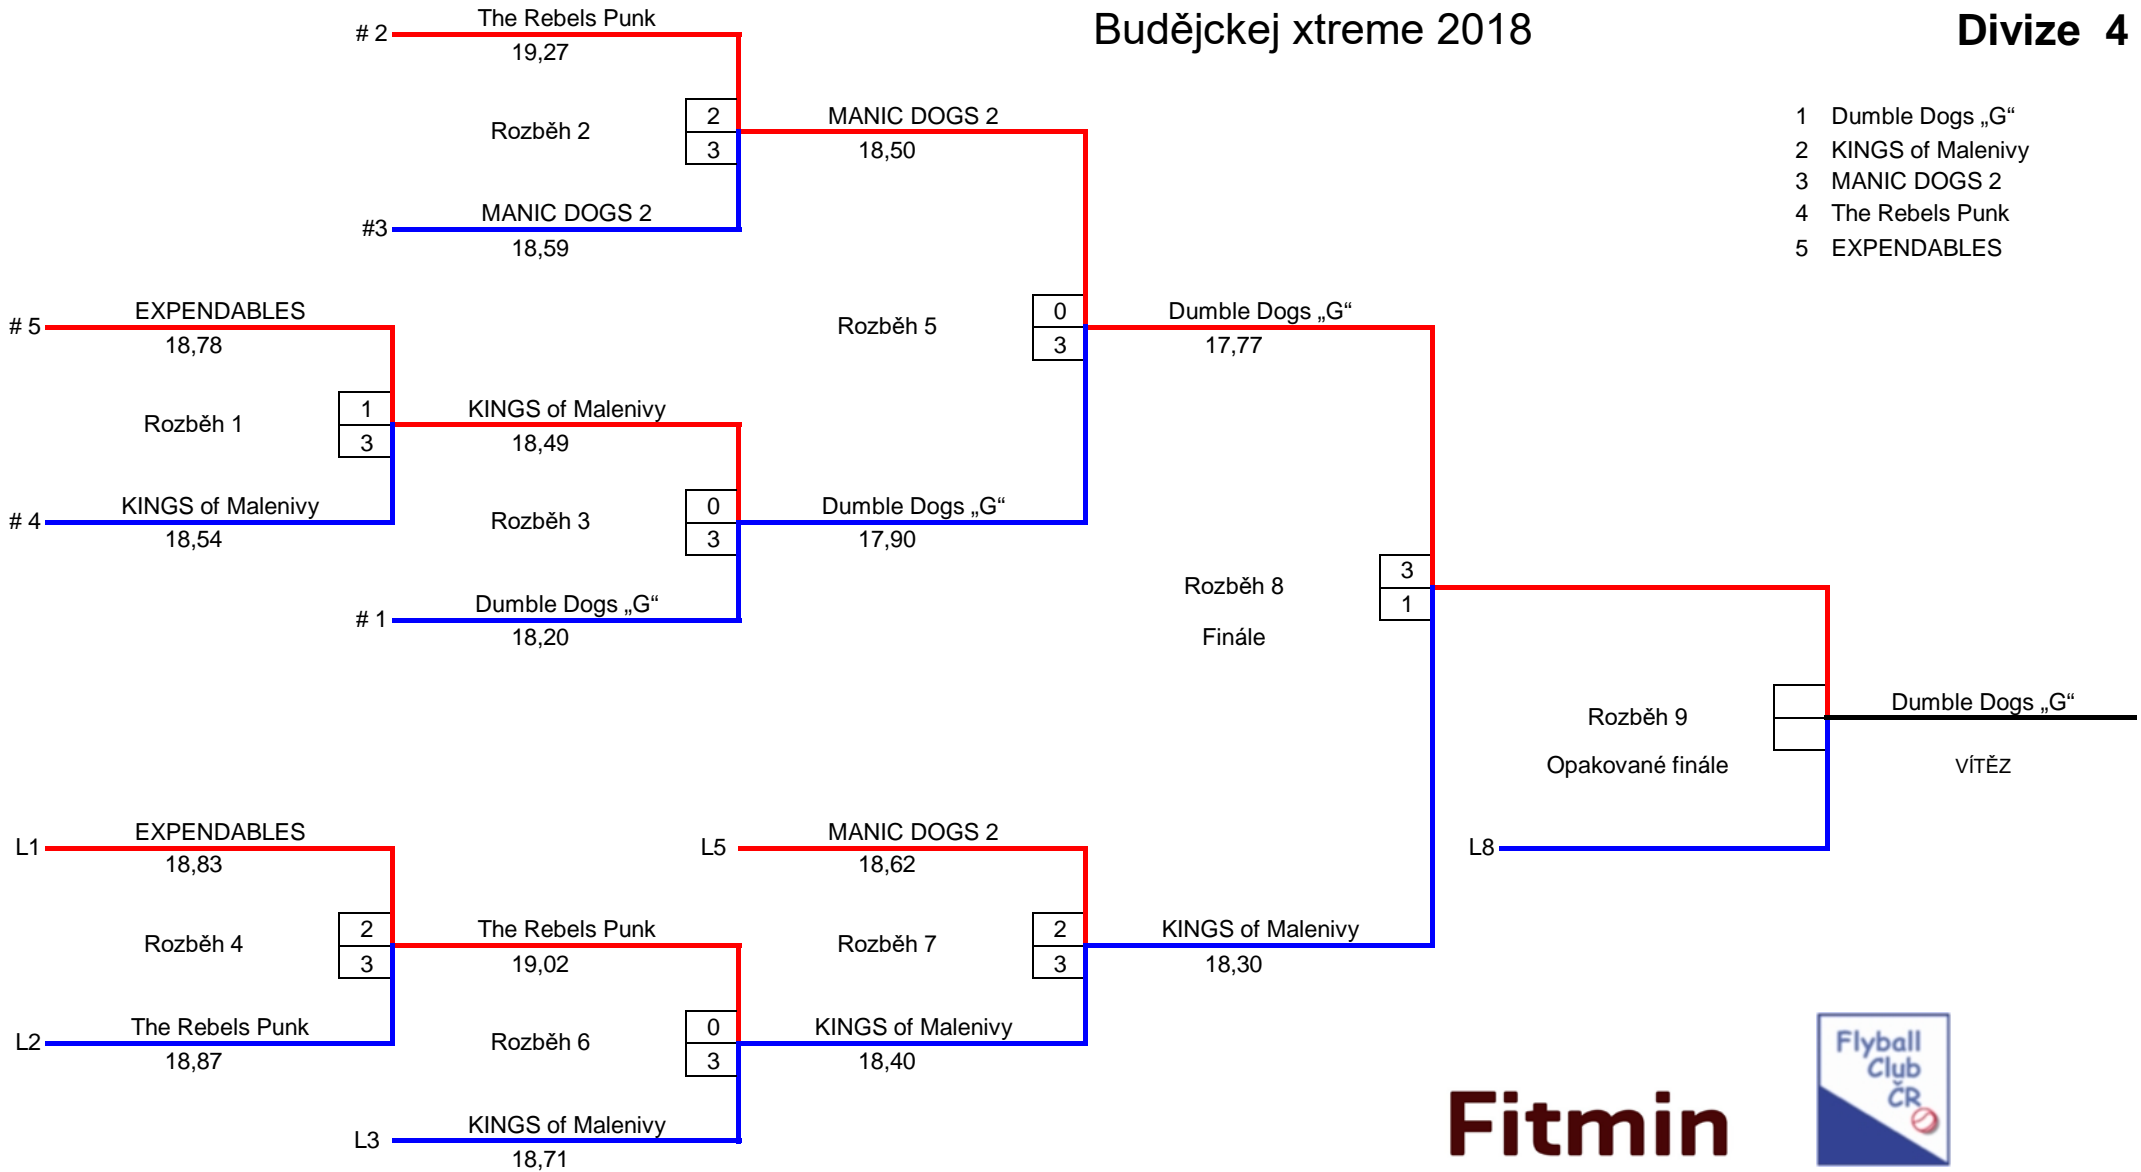 Budějckej xtreme 2018
Divize 4
1 Dumble Dogs „G“
2 KINGS of Malenivy
3 MANIC DOGS 2
4 The Rebels Punk
5 EXPENDABLES
# 2
The Rebels Punk
19,27
Rozběh 2
2
3
#3
MANIC DOGS 2
18,59
MANIC DOGS 2
18,50
# 5
EXPENDABLES
18,78
Rozběh 1
1
3
# 4
KINGS of Malenivy
18,54
KINGS of Malenivy
18,49
Rozběh 3
0
3
# 1
Dumble Dogs „G“
18,20
Dumble Dogs „G“
17,90
Rozběh 5
0
3
Dumble Dogs „G“
17,77
Rozběh 8
Finále
3
1
Rozběh 9
Opakované finále
Dumble Dogs „G“
VÍTĚZ
L8
L1
EXPENDABLES
18,83
Rozběh 4
2
3
L2
The Rebels Punk
18,87
The Rebels Punk
19,02
Rozběh 6
0
3
L3
KINGS of Malenivy
18,71
L5
MANIC DOGS 2
18,62
Rozběh 7
2
3
KINGS of Malenivy
18,40
KINGS of Malenivy
18,30
Fitmin
Flyball
Club
ČR